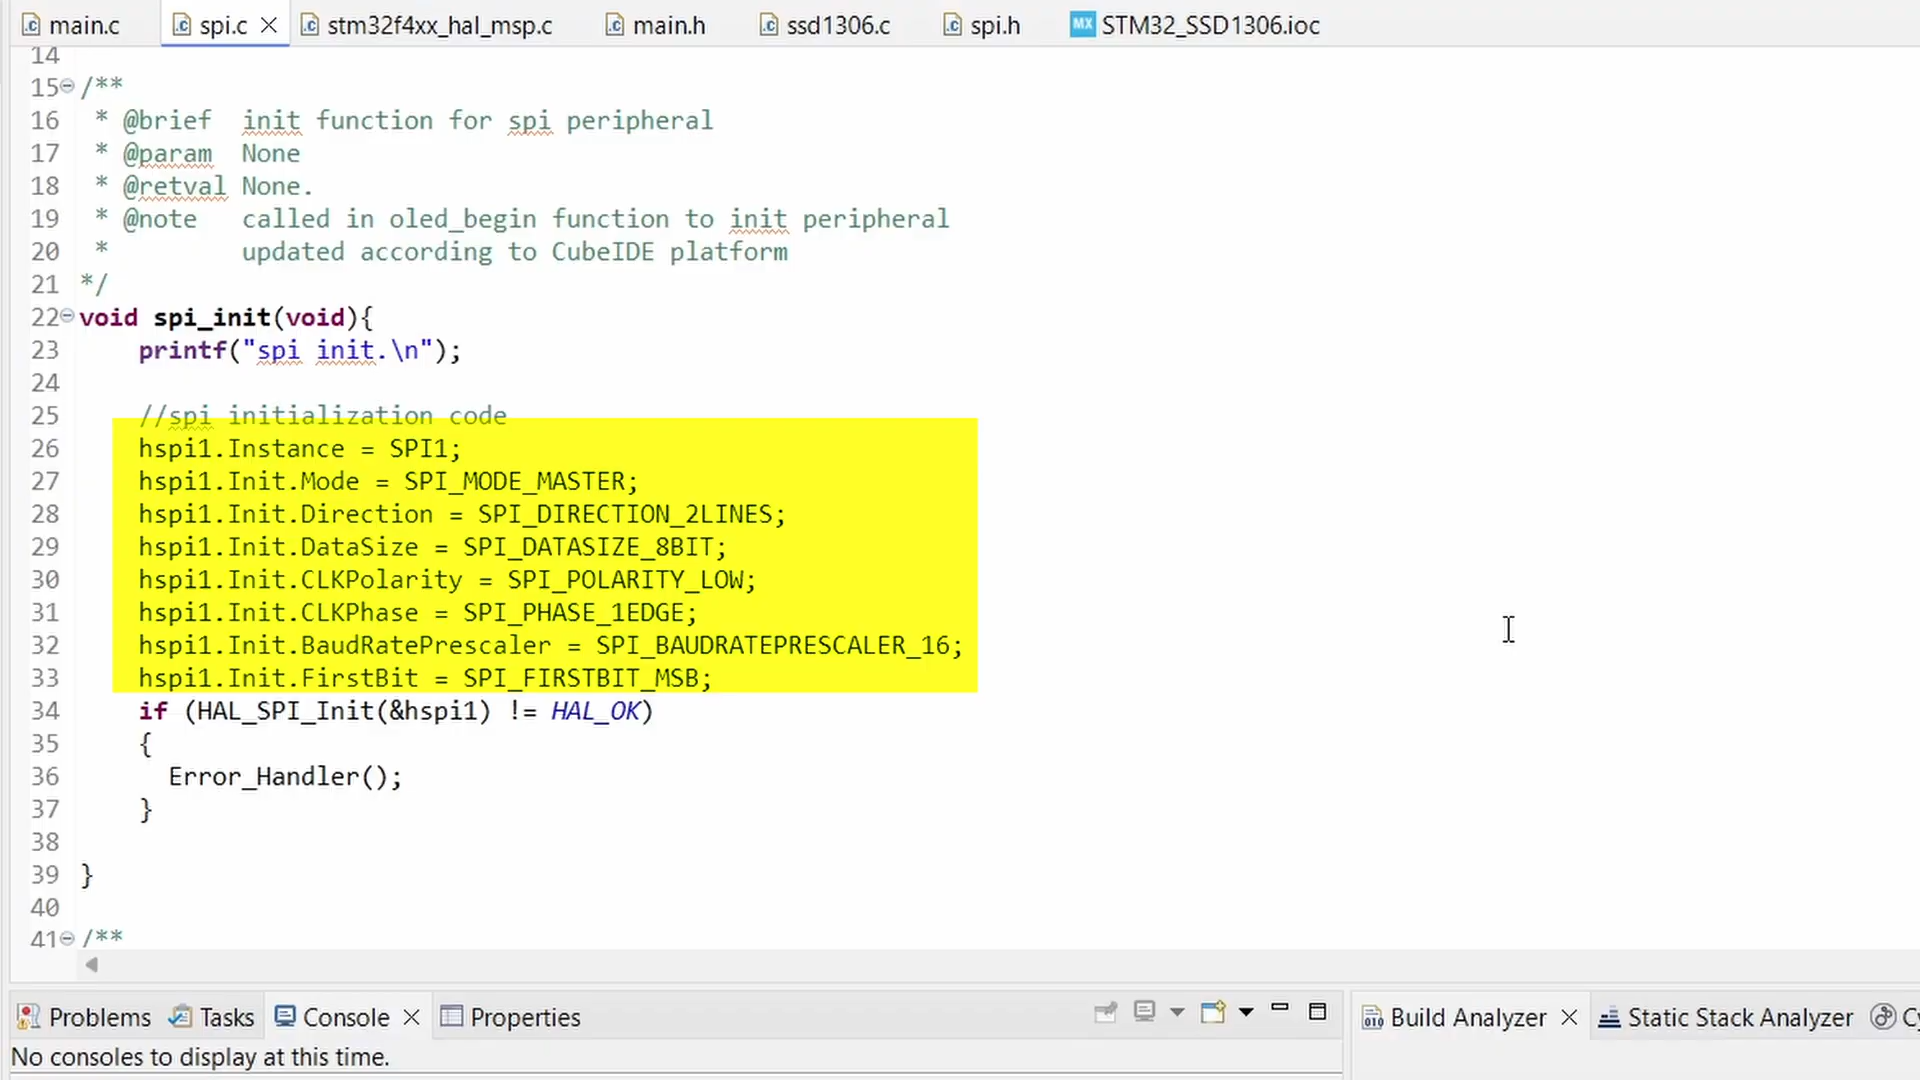 main.c spi.c stm32f4xx_hal_msp.c main.h ssd1306.c spi.h STM32_SSD1306.ioc
14
15 /**
16  * @brief  init function for spi peripheral
17  * @param  None
18  * @retval None.
19  * @note   called in oled_begin function to init peripheral
20  *         updated according to CubeIDE platform
21 */
22 void spi_init(void){
23     printf("spi init.\n");
24
25     //spi initialization code
26     hspi1.Instance = SPI1;
27     hspi1.Init.Mode = SPI_MODE_MASTER;
28     hspi1.Init.Direction = SPI_DIRECTION_2LINES;
29     hspi1.Init.DataSize = SPI_DATASIZE_8BIT;
30     hspi1.Init.CLKPolarity = SPI_POLARITY_LOW;
31     hspi1.Init.CLKPhase = SPI_PHASE_1EDGE;
32     hspi1.Init.BaudRatePrescaler = SPI_BAUDRATEPRESCALER_16;
33     hspi1.Init.FirstBit = SPI_FIRSTBIT_MSB;
34     if (HAL_SPI_Init(&hspi1) != HAL_OK)
35     {
36       Error_Handler();
37     }
38
39 }
40
41 /**
Problems Tasks Console Properties Build Analyzer Static Stack Analyzer
No consoles to display at this time.